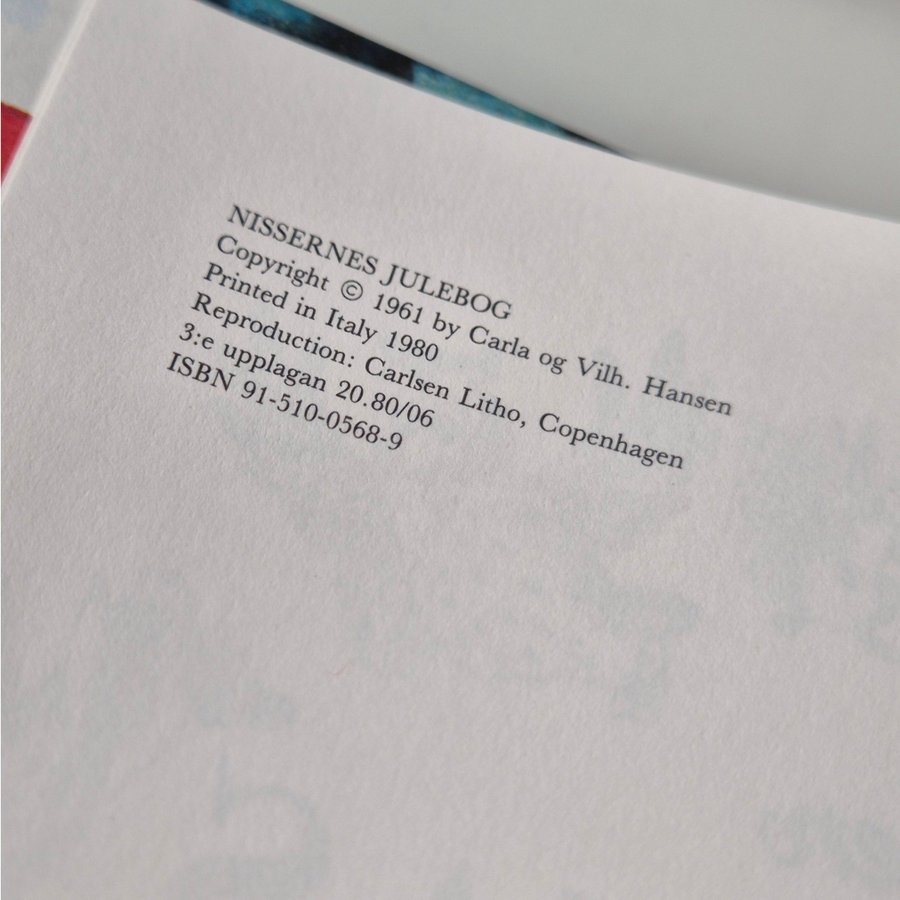 NISSERNES JULEBOG
Copyright © 1961 by Carla og Vilh. Hansen
Printed in Italy 1980
Reproduction: Carlsen Litho, Copenhagen
3:e upplagan 20.80/06
ISBN 91-510-0568-9